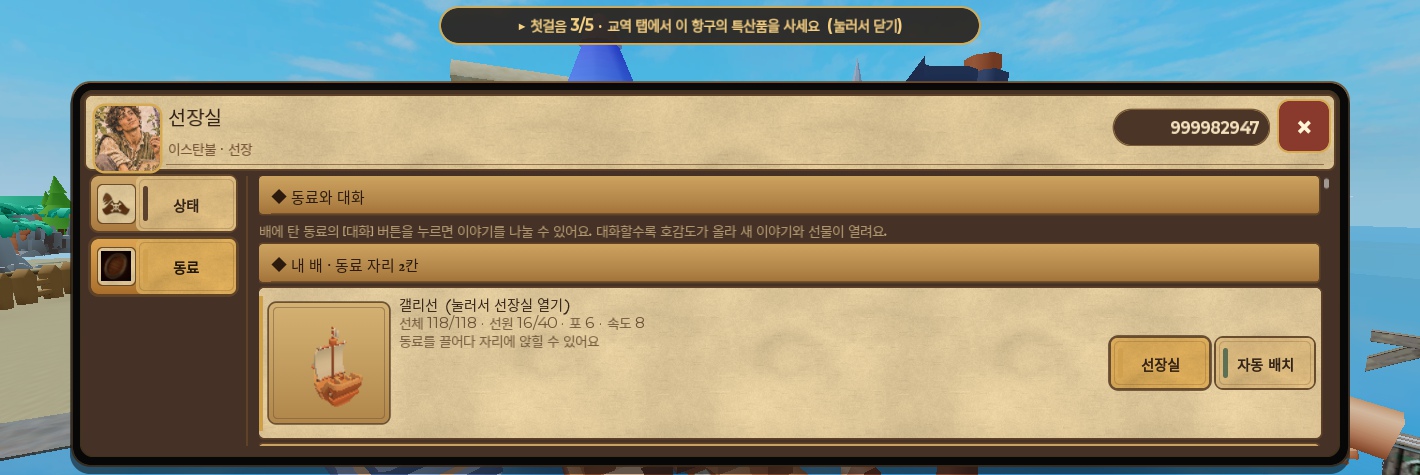 ▸ 첫걸음 3/5 · 교역 탭에서 이 항구의 특산품을 사세요 (눌러서 닫기)
선장실
이스탄불 · 선장
999982947
×
상태
동료
◆ 동료와 대화
배에 탄 동료의 [대화] 버튼을 누르면 이야기를 나눌 수 있어요. 대화할수록 호감도가 올라 새 이야기와 선물이 열려요.
◆ 내 배 · 동료 자리 2칸
갤리선 (눌러서 선장실 열기)
선체 118/118 · 선원 16/40 · 포 6 · 속도 8
동료를 끌어다 자리에 앉힐 수 있어요
선장실
자동 배치